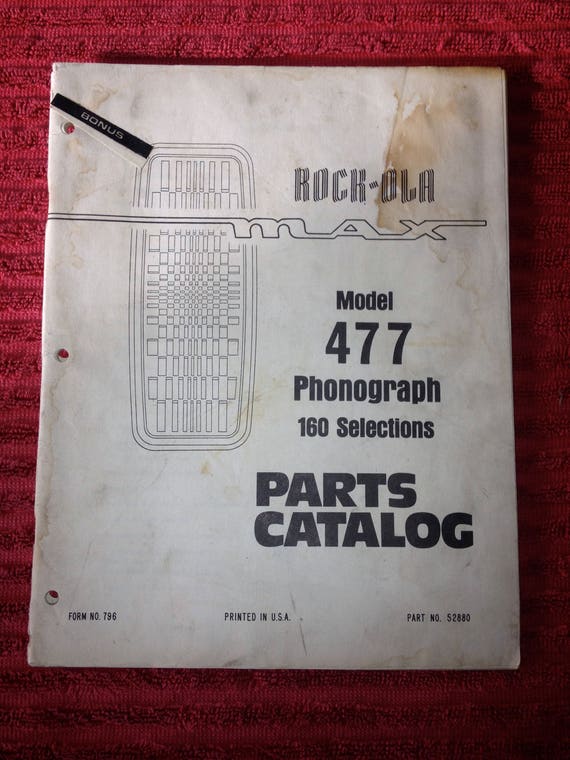 BONUS
ROCK-OLA
max
Model
477
Phonograph
160 Selections
PARTS
CATALOG
FORM NO. 796 PRINTED IN U.S.A. PART NO. 52880